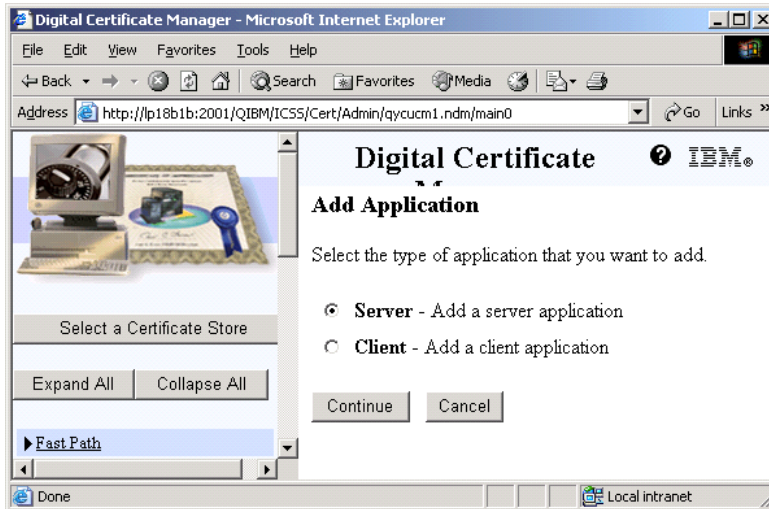 Digital Certificate Manager - Microsoft Internet Explorer
File Edit View Favorites Tools Help
Back Search Favorites Media
Address http://lp18b1b:2001/QIBM/ICSS/Cert/Admin/qycucm1.ndm/main0 Go Links »
Digital Certificate
IBM®
Add Application
Select the type of application that you want to add.
Server - Add a server application
Client - Add a client application
Continue Cancel
Select a Certificate Store
Expand All Collapse All
Fast Path
Done Local intranet